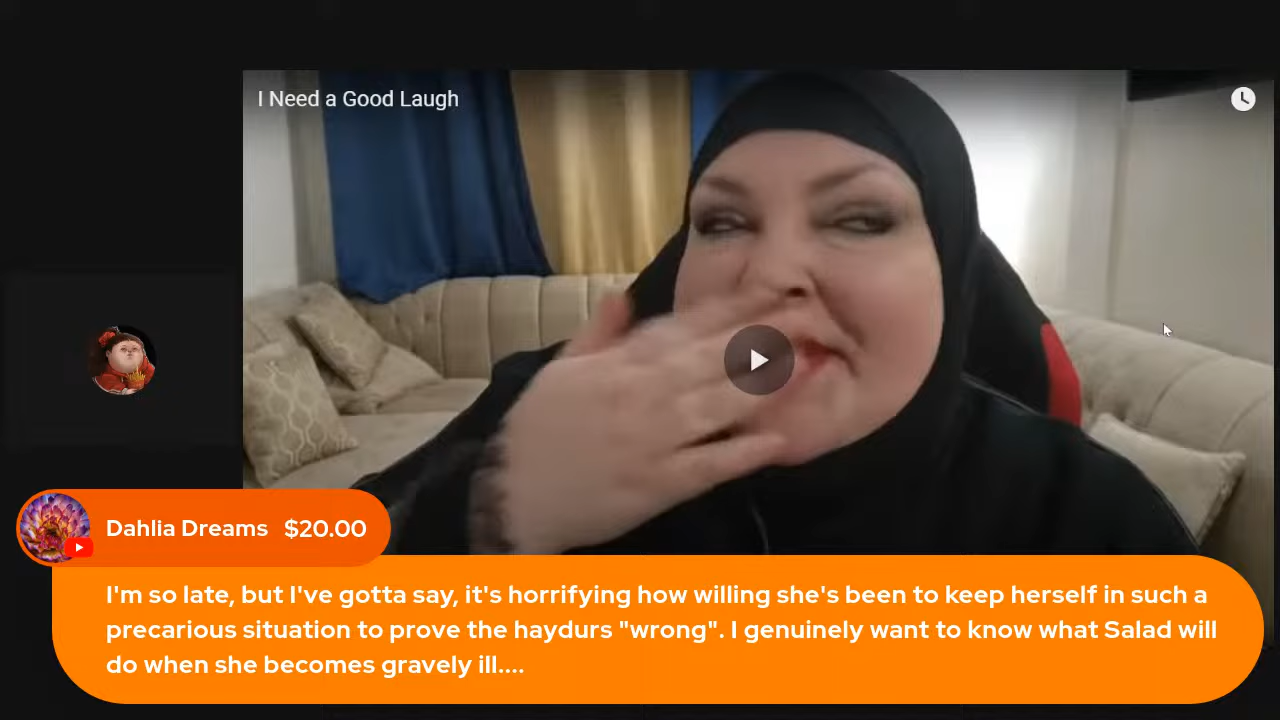 I Need a Good Laugh
Dahlia Dreams $20.00
I'm so late, but I've gotta say, it's horrifying how willing she's been to keep herself in such a
precarious situation to prove the haydurs "wrong". I genuinely want to know what Salad will
do when she becomes gravely ill....